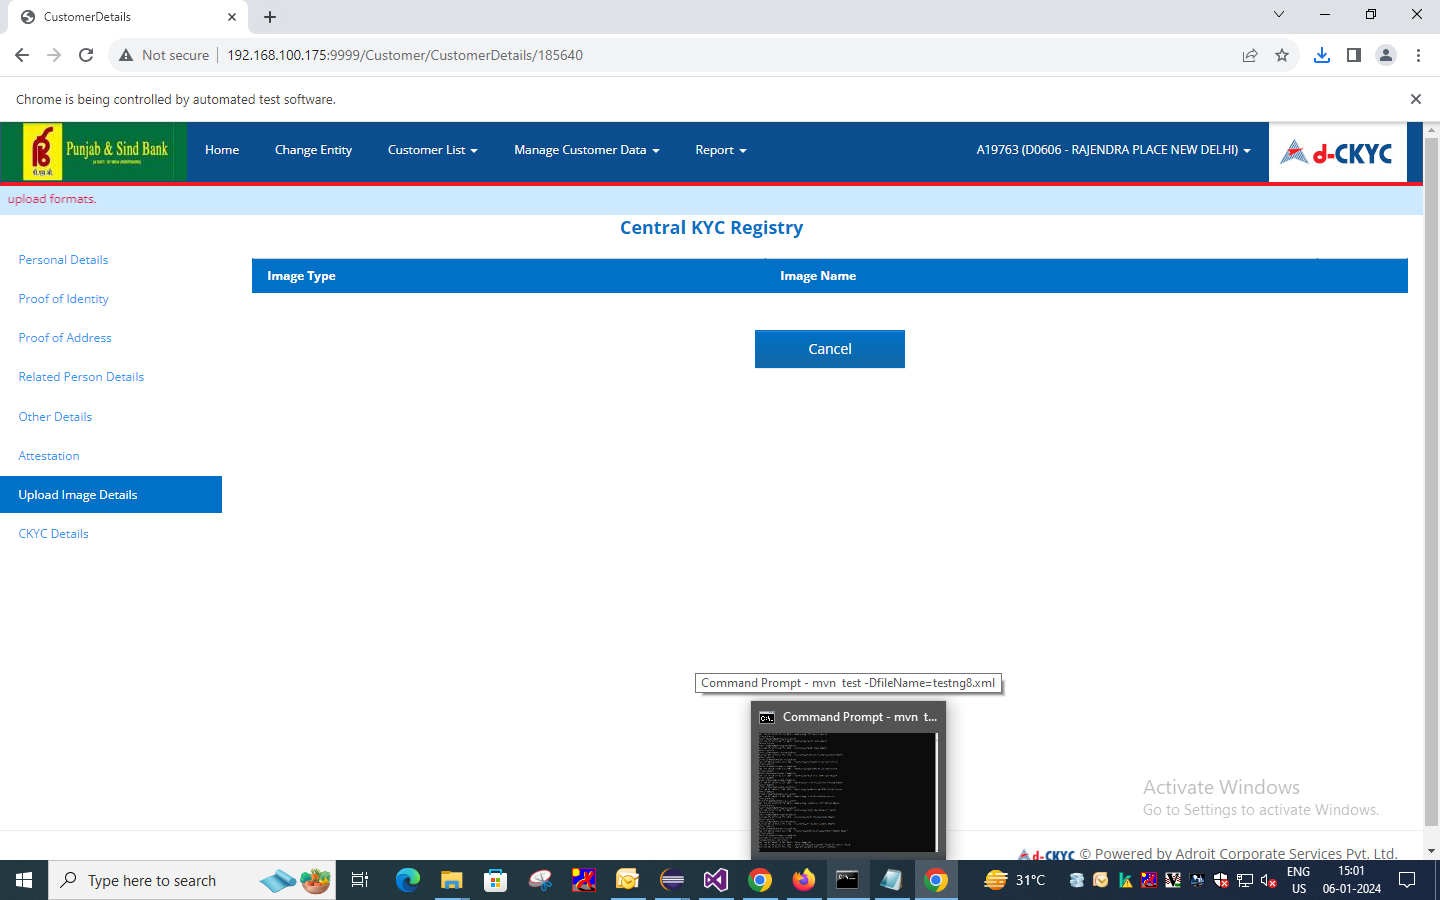 CustomerDetails
Not secure
192.168.100.175:9999/Customer/CustomerDetails/185640
Chrome is being controlled by automated test software.
Punjab & Sind Bank
पी.एस.बी.
Home
Change Entity
Customer List
Manage Customer Data
Report
A19763 (D0606 - RAJENDRA PLACE NEW DELHI)
d-CKYC
upload formats.
Central KYC Registry
Personal Details
Proof of Identity
Proof of Address
Related Person Details
Other Details
Attestation
Upload Image Details
CKYC Details
Image Type
Image Name
Cancel
Command Prompt - mvn  test -DfileName=testng8.xml
Command Prompt - mvn  t...
Activate Windows
Go to Settings to activate Windows.
d-CKYC © Powered by Adroit Corporate Services Pvt. Ltd.
Type here to search
31°C
ENG
US
15:01
06-01-2024